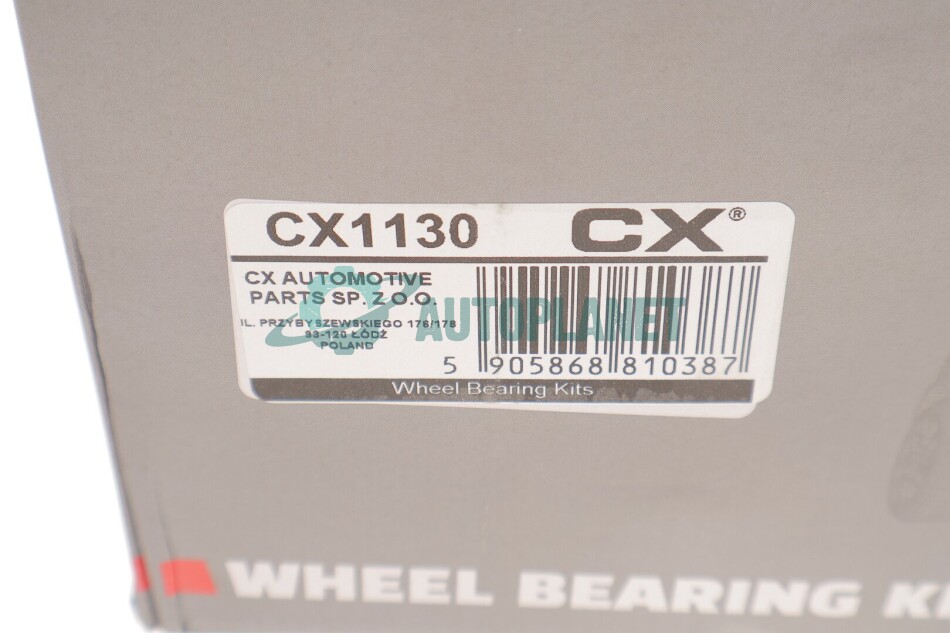 CX1130
CX®
CX AUTOMOTIVE
PARTS SP. Z.O.O.
UL. PRZYBYSZEWSKIEGO 176/178
93-120 ŁÓDŹ
POLAND
AUTOPLANET
5 905868 810387
Wheel Bearing Kits
WHEEL BEARING